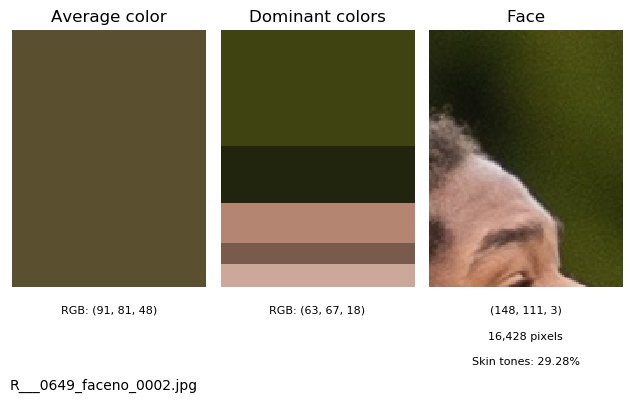 Average color
Dominant colors
Face
RGB: (91, 81, 48)
RGB: (63, 67, 18)
(148, 111, 3)
16,428 pixels
Skin tones: 29.28%
R___0649_faceno_0002.jpg